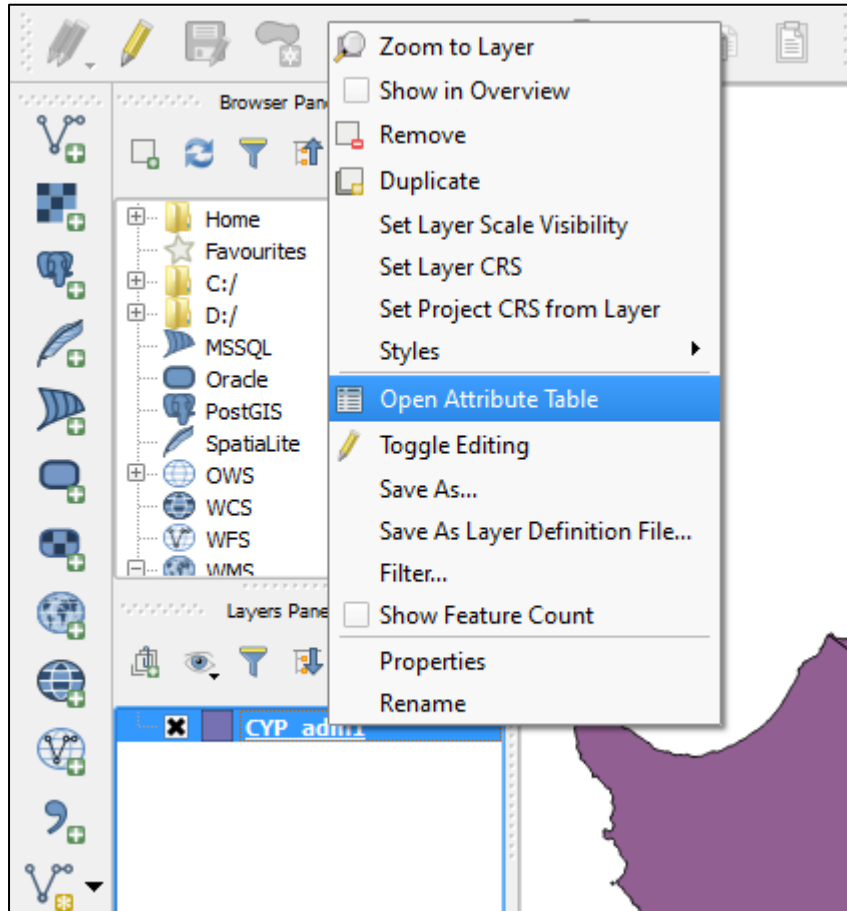 Browser Pan
Home
Favourites
C:/
D:/
MSSQL
Oracle
PostGIS
SpatiaLite
OWS
WCS
WFS
WMS
Layers Pane
CYP_adm1
Zoom to Layer
Show in Overview
Remove
Duplicate
Set Layer Scale Visibility
Set Layer CRS
Set Project CRS from Layer
Styles
Open Attribute Table
Toggle Editing
Save As...
Save As Layer Definition File...
Filter...
Show Feature Count
Properties
Rename